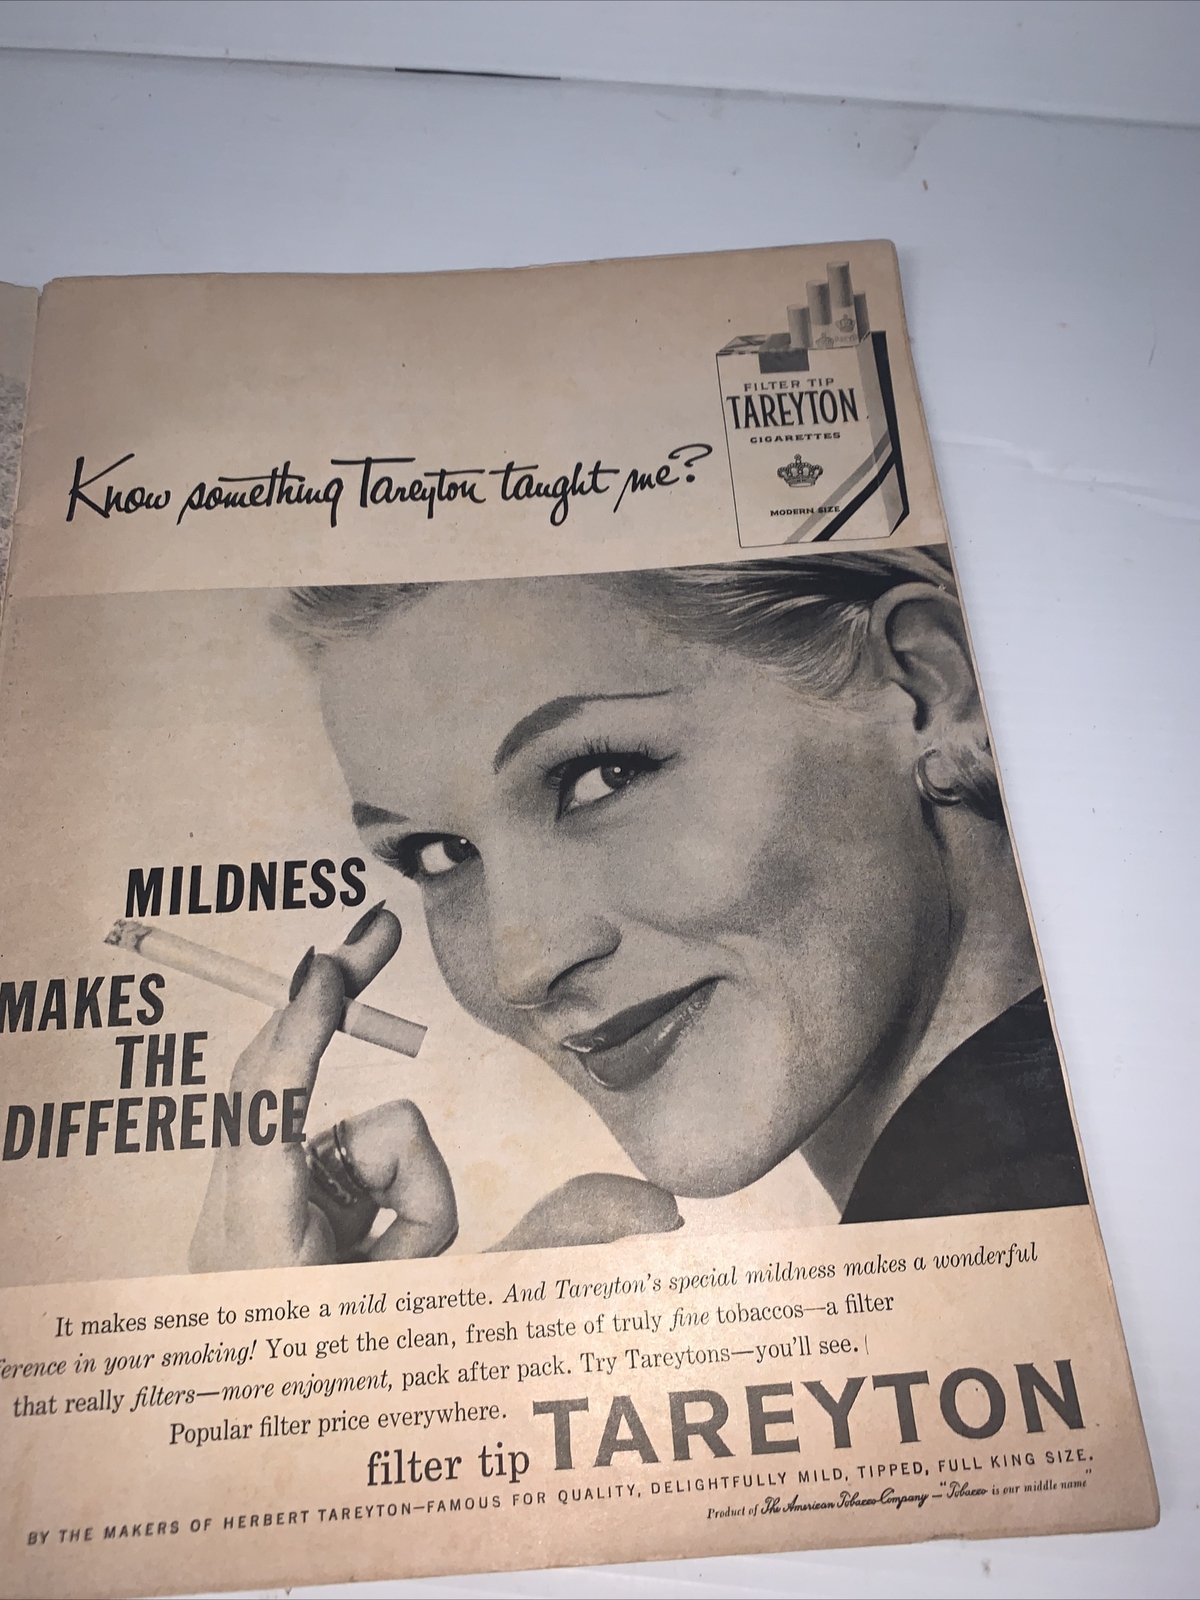 FILTER TIP
TAREYTON
CIGARETTES
MODERN SIZE
Know something Tareyton taught me?
MILDNESS
MAKES
THE
DIFFERENCE
It makes sense to smoke a mild cigarette. And Tareyton's special mildness makes a wonderful
ference in your smoking! You get the clean, fresh taste of truly fine tobaccos—a filter
that really filters—more enjoyment, pack after pack. Try Tareytons—you'll see.
Popular filter price everywhere.
filter tip TAREYTON
BY THE MAKERS OF HERBERT TAREYTON—FAMOUS FOR QUALITY, DELIGHTFULLY MILD, TIPPED, FULL KING SIZE.
Product of The American Tobacco Company — "Tobacco is our middle name"